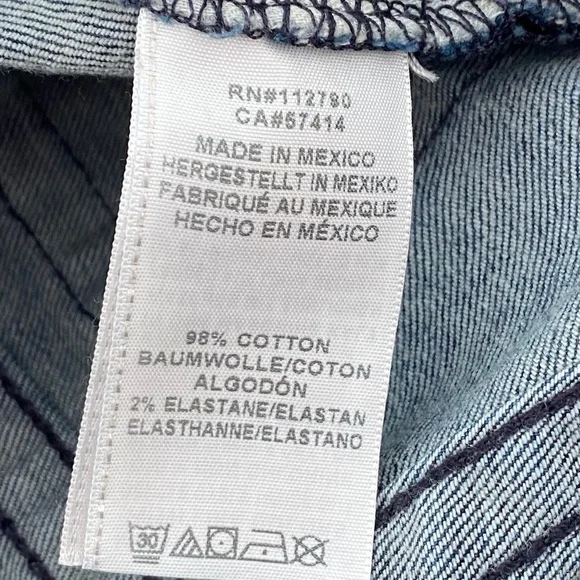 RN#112790
CA#57414
MADE IN MEXICO
HERGESTELLT IN MEXIKO
FABRIQUÉ AU MEXIQUE
HECHO EN MÉXICO
98% COTTON
BAUMWOLLE/COTON
ALGODÓN
2% ELASTANE/ELASTAN
ELASTHANNE/ELASTANO
30